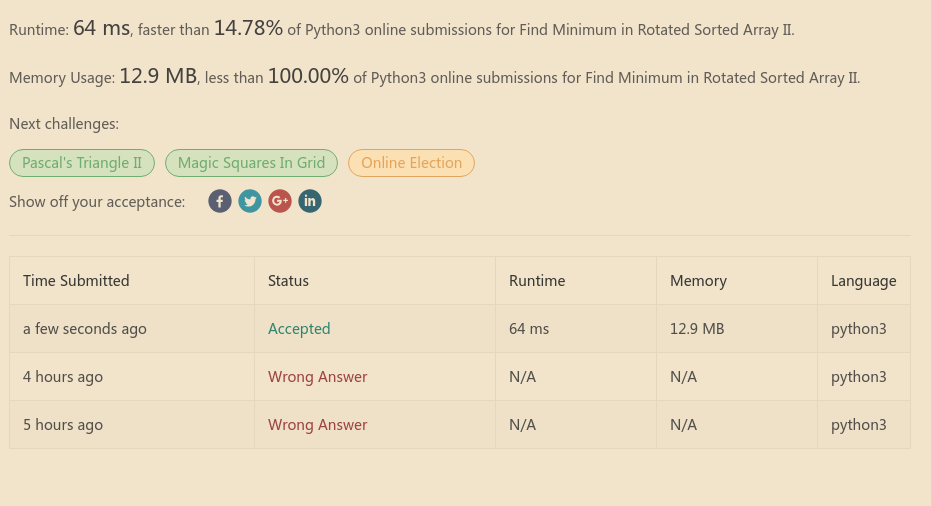 Runtime: 64 ms, faster than 14.78% of Python3 online submissions for Find Minimum in Rotated Sorted Array II.
Memory Usage: 12.9 MB, less than 100.00% of Python3 online submissions for Find Minimum in Rotated Sorted Array II.
Next challenges:
Pascal's Triangle II Magic Squares In Grid Online Election
Show off your acceptance: f G+ in
Time Submitted Status Runtime Memory Language
a few seconds ago Accepted 64 ms 12.9 MB python3
4 hours ago Wrong Answer N/A N/A python3
5 hours ago Wrong Answer N/A N/A python3